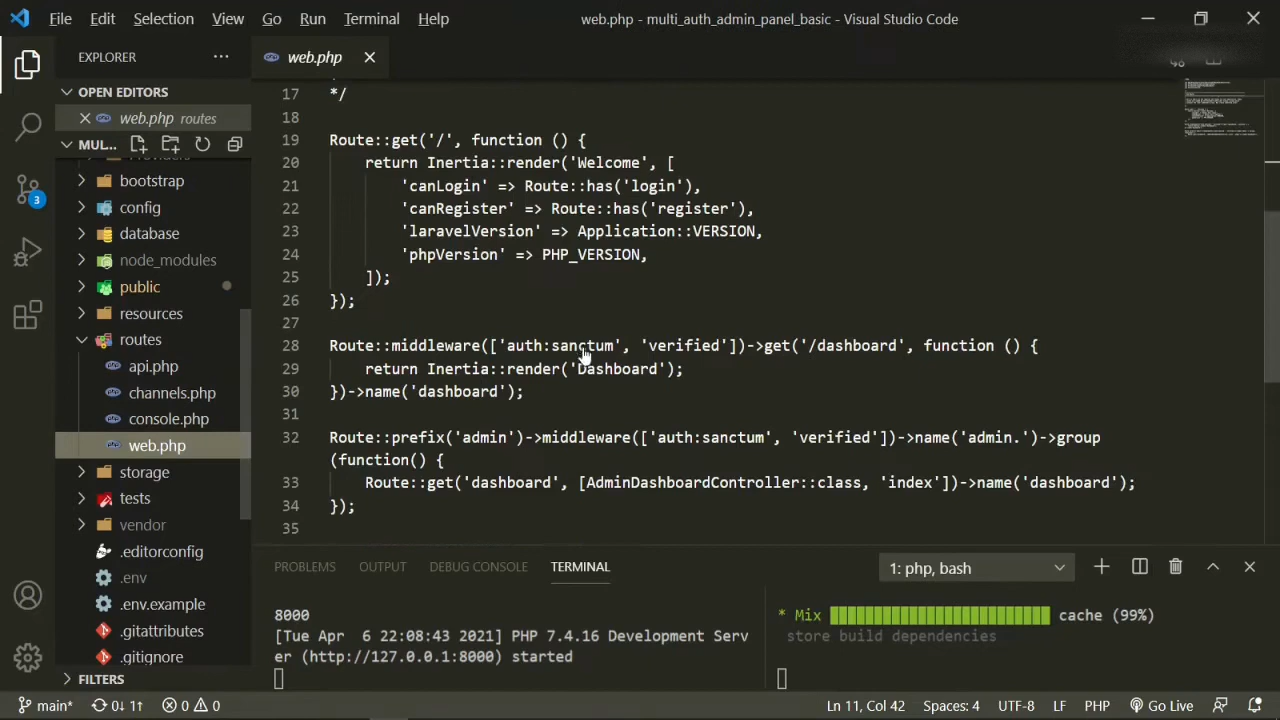 File Edit Selection View Go Run Terminal Help
web.php - multi_auth_admin_panel_basic - Visual Studio Code
EXPLORER
web.php
OPEN EDITORS
web.php routes
MUL...
bootstrap
config
database
node_modules
public
resources
routes
api.php
channels.php
console.php
web.php
storage
tests
vendor
.editorconfig
.env
.env.example
.gitattributes
.gitignore
FILTERS
3
17 */
18
19 Route::get('/', function () {
20 return Inertia::render('Welcome', [
21 'canLogin' => Route::has('login'),
22 'canRegister' => Route::has('register'),
23 'laravelVersion' => Application::VERSION,
24 'phpVersion' => PHP_VERSION,
25 ]);
26 });
27
28 Route::middleware(['auth:sanctum', 'verified'])->get('/dashboard', function () {
29 return Inertia::render('Dashboard');
30 })->name('dashboard');
31
32 Route::prefix('admin')->middleware(['auth:sanctum', 'verified'])->name('admin.')->group
(function() {
33 Route::get('dashboard', [AdminDashboardController::class, 'index'])->name('dashboard');
34 });
35
PROBLEMS OUTPUT DEBUG CONSOLE TERMINAL
1: php, bash
8000
[Tue Apr  6 22:08:43 2021] PHP 7.4.16 Development Serv
er (http://127.0.0.1:8000) started
* Mix cache (99%)
store build dependencies
main* 0↓ 1↑ 0 0
Ln 11, Col 42 Spaces: 4 UTF-8 LF PHP Go Live